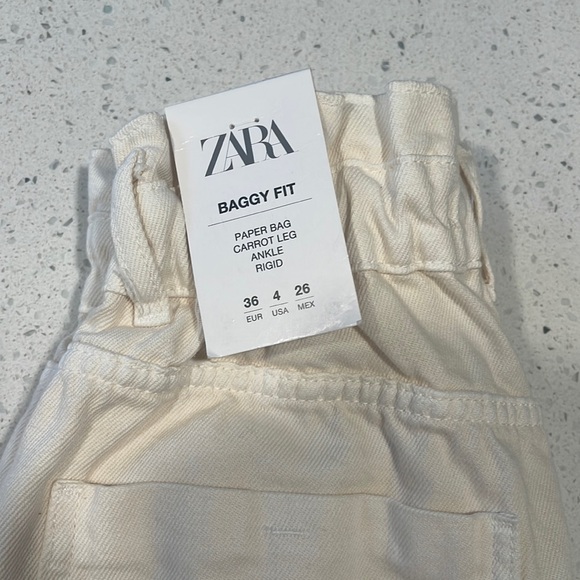 ZARA
BAGGY FIT
PAPER BAG
CARROT LEG
ANKLE
RIGID
36 4 26
EUR USA MEX